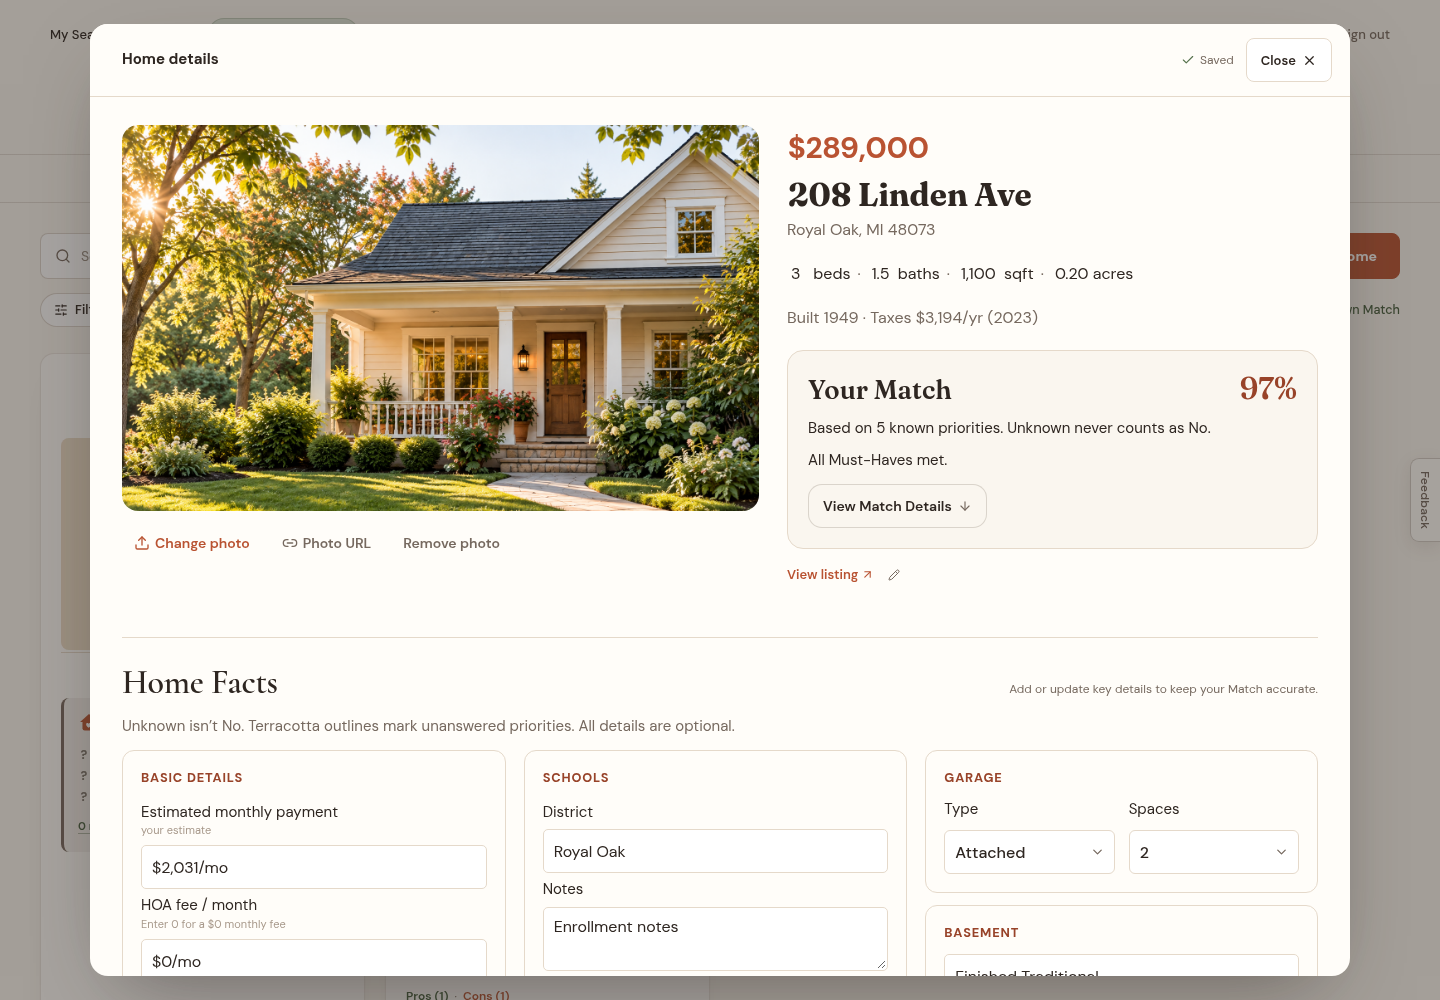 My Sea
ign out
Home details
Saved
Close
$289,000
208 Linden Ave
Royal Oak, MI 48073
3 beds · 1.5 baths · 1,100 sqft · 0.20 acres
Built 1949 · Taxes $3,194/yr (2023)
Your Match
97%
Based on 5 known priorities. Unknown never counts as No.
All Must-Haves met.
View Match Details
Change photo
Photo URL
Remove photo
View listing
Feedback
Home Facts
Add or update key details to keep your Match accurate.
Unknown isn’t No. Terracotta outlines mark unanswered priorities. All details are optional.
BASIC DETAILS
Estimated monthly payment
your estimate
$2,031/mo
HOA fee / month
Enter 0 for a $0 monthly fee
$0/mo
SCHOOLS
District
Royal Oak
Notes
Enrollment notes
GARAGE
Type
Spaces
Attached
2
BASEMENT
Finished Traditional
?
?
?
Pros (1) · Cons (1)